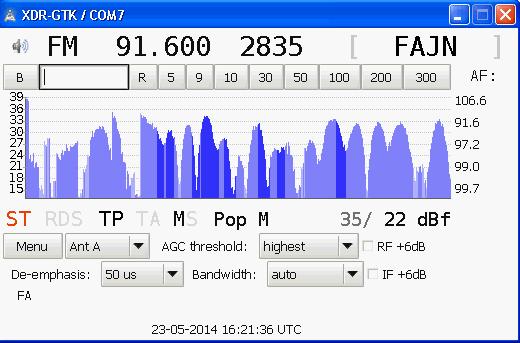 XDR-GTK / COM7
FM 91.600 2835 [ FAJN ]
B R 5 9 10 30 50 100 200 300 AF:
39 106.6
36
33 91.6
30
27 97.2
24
21 99.0
18
15 99.7
ST RDS TP TA MS Pop M 35/ 22 dBf
Menu Ant A AGC threshold: highest RF +6dB
De-emphasis: 50 us Bandwidth: auto IF +6dB
FA
23-05-2014 16:21:36 UTC